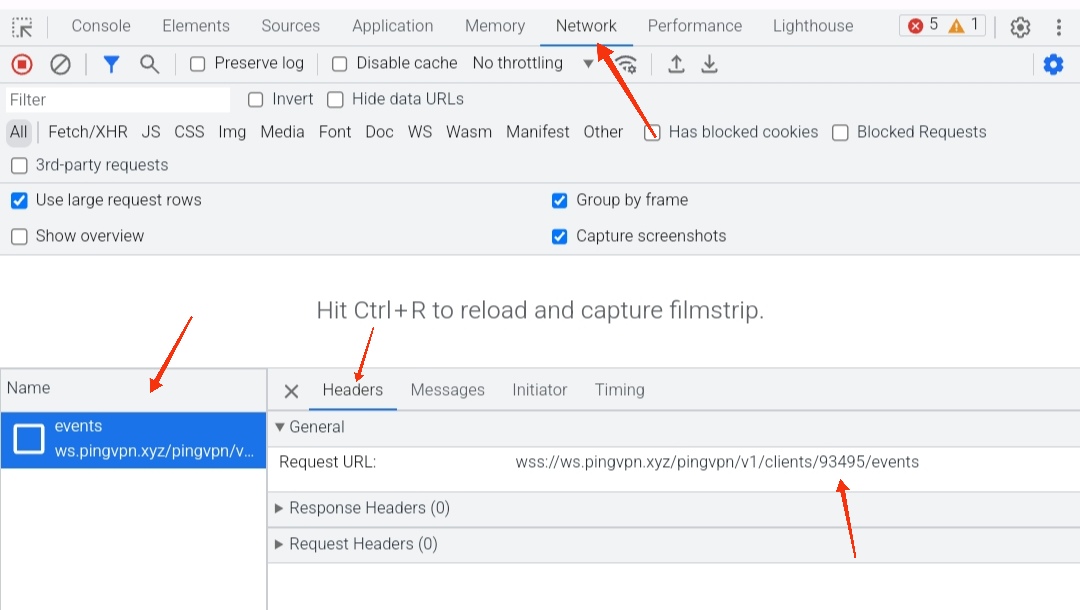 Console Elements Sources Application Memory Network Performance Lighthouse 5 1
Preserve log Disable cache No throttling
Filter Invert Hide data URLs
All Fetch/XHR JS CSS Img Media Font Doc WS Wasm Manifest Other Has blocked cookies Blocked Requests
3rd-party requests
Use large request rows Group by frame
Show overview Capture screenshots
Hit Ctrl+R to reload and capture filmstrip.
Name Headers Messages Initiator Timing
events
ws.pingvpn.xyz/pingvpn/v...
General
Request URL: wss://ws.pingvpn.xyz/pingvpn/v1/clients/93495/events
Response Headers (0)
Request Headers (0)